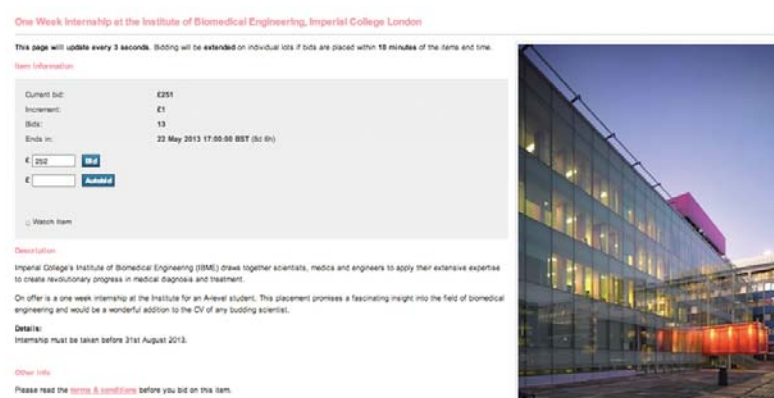 One Week Internship at the Institute of Biomedical Engineering, Imperial College London
This page will update every 3 seconds. Bidding will be extended on individual lots if bids are placed within 10 minutes of the items end time.
Item Information
Current bid: £251
Increment: £1
Bids: 13
Ends in: 22 May 2013 17:00:00 BST (5d 6h)
£ 252 Bid
£ Autobid
Watch Item
Description
Imperial College's Institute of Biomedical Engineering (IBME) draws together scientists, medics and engineers to apply their extensive expertise
to create revolutionary progress in medical diagnosis and treatment.
On offer is a one week internship at the Institute for an A-level student. This placement promises a fascinating insight into the field of biomedical
engineering and would be a wonderful addition to the CV of any budding scientist.
Details:
Internship must be taken before 31st August 2013.
Other Info
Please read the terms & conditions before you bid on this item.